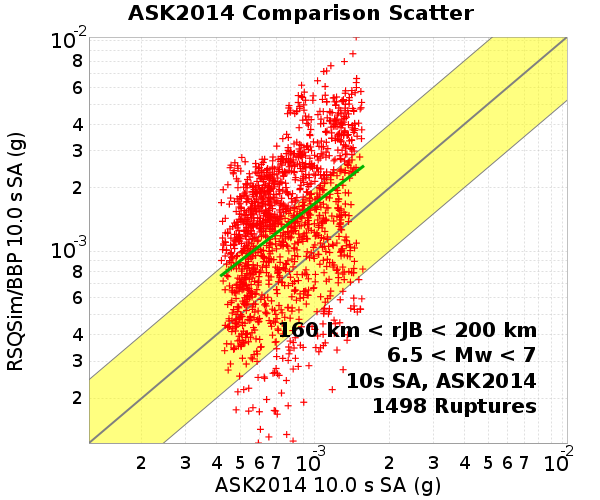 ASK2014 Comparison Scatter
10-2
8
6
4
3
2
10-3
8
6
4
3
2
RSQSim/BBP 10.0 s SA (g)
160 km < rJB < 200 km
6.5 < Mw < 7
10s SA, ASK2014
1498 Ruptures
2 3 4 5 6 7 10-3 2 3 4 5 6 7 10-2
ASK2014 10.0 s SA (g)